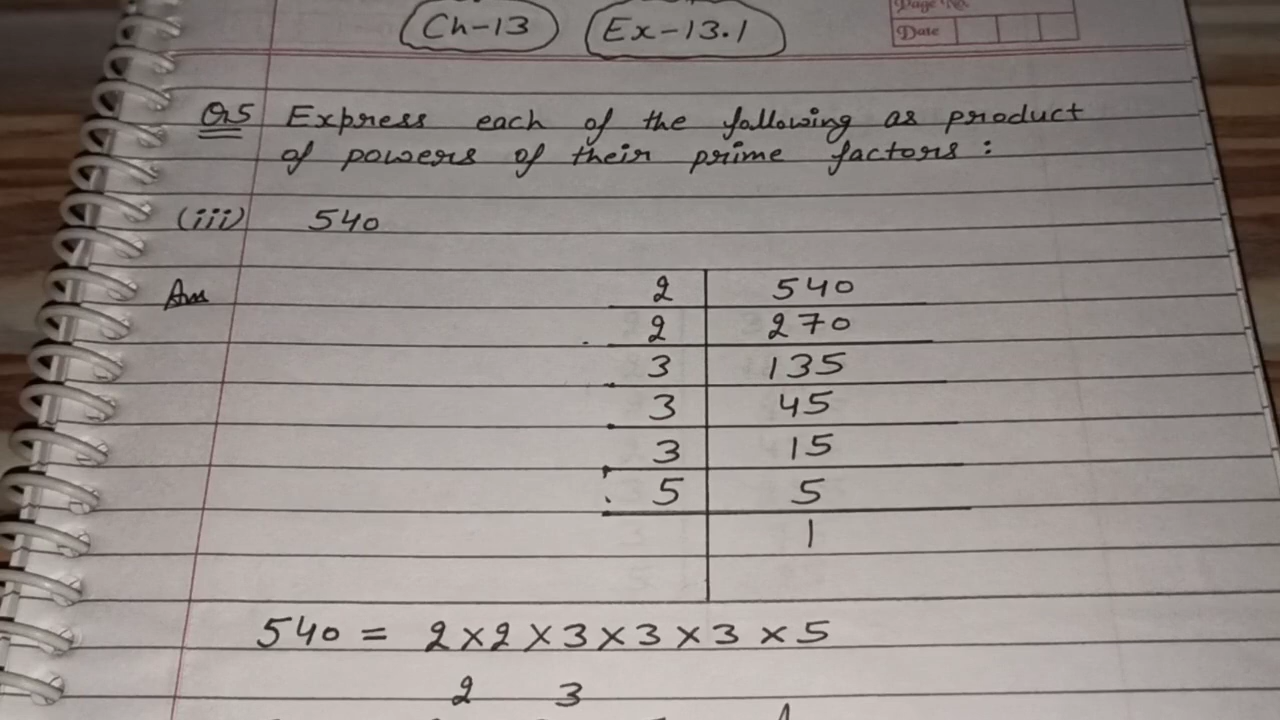 Ch-13 Ex-13.1
Page No.
Date
Q5 Express each of the following as product
of powers of their prime factors :
(iii) 540
Ans
2 540
2 270
3 135
3 45
3 15
5 5
1
540 = 2×2×3×3×3×5
2 3